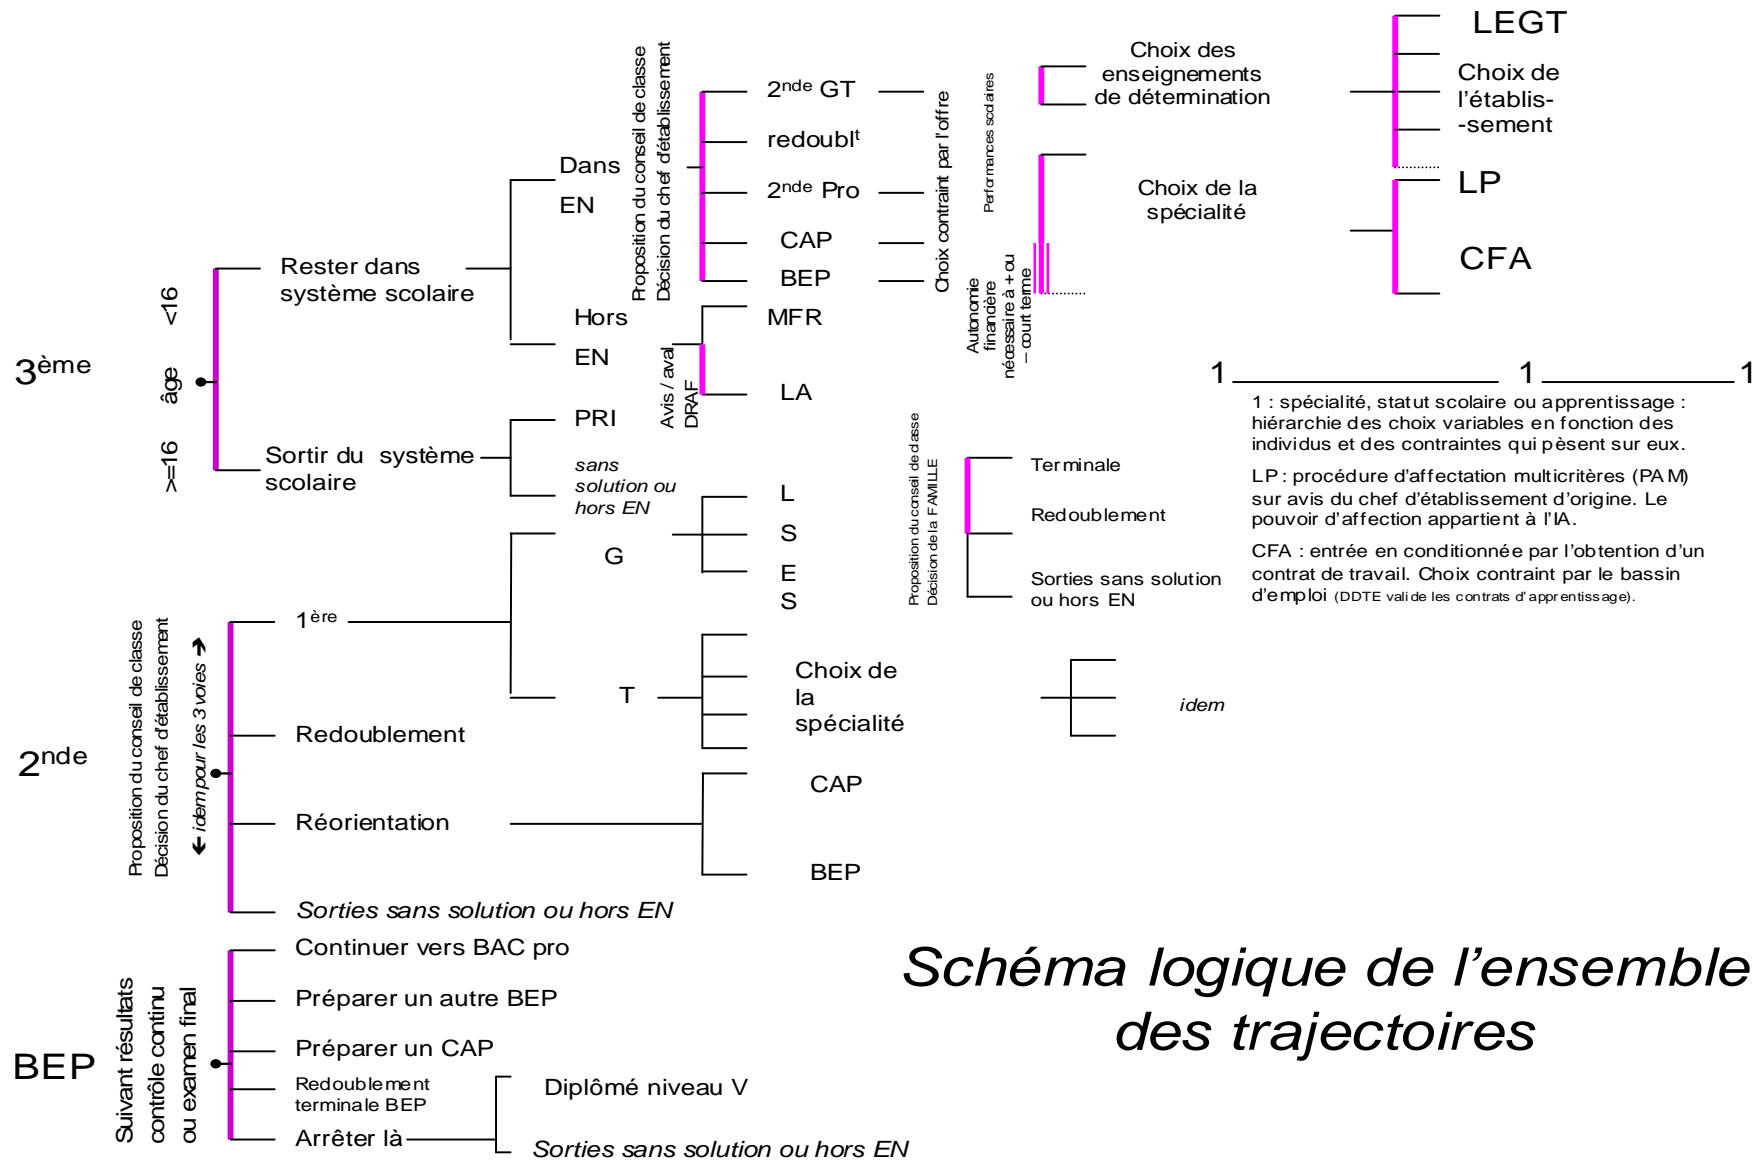 3ème
âge <16
>=16
Rester dans
système scolaire
Sortir du système
scolaire
Dans
EN
Hors
EN
PRI
sans
solution ou
hors EN
Proposition du conseil de classe
Décision du chef d'établissement
Avis / aval
DRAF
2nde GT
redoublt
2nde Pro
CAP
BEP
MFR
LA
Choix contraint par l'offre
Performances scolaires
Autonomie
financière
nécessaire à + ou
– court terme
Choix des
enseignements
de détermination
Choix de la
spécialité
LEGT
Choix de
l'établis-
-sement
LP
CFA
1 1 1
1 : spécialité, statut scolaire ou apprentissage :
hiérarchie des choix variables en fonction des
individus et des contraintes qui pèsent sur eux.
LP : procédure d'affectation multicritères (PAM)
sur avis du chef d'établissement d'origine. Le
pouvoir d'affection appartient à l'IA.
CFA : entrée en conditionnée par l'obtention d'un
contrat de travail. Choix contraint par le bassin
d'emploi (DDTE valide les contrats d'apprentissage).
2nde
Proposition du conseil de classe
Décision du chef d'établissement
← idem pour les 3 voies →
1ère
Redoublement
Réorientation
Sorties sans solution ou hors EN
G
T
L
S
E
S
Choix de
la
spécialité
CAP
BEP
Proposition du conseil de classe
Décision de la FAMILLE
Terminale
Redoublement
Sorties sans solution
ou hors EN
idem
BEP
Suivant résultats
contrôle continu
ou examen final
Continuer vers BAC pro
Préparer un autre BEP
Préparer un CAP
Redoublement
terminale BEP
Arrêter là
Diplômé niveau V
Sorties sans solution ou hors EN
Schéma logique de l'ensemble
des trajectoires